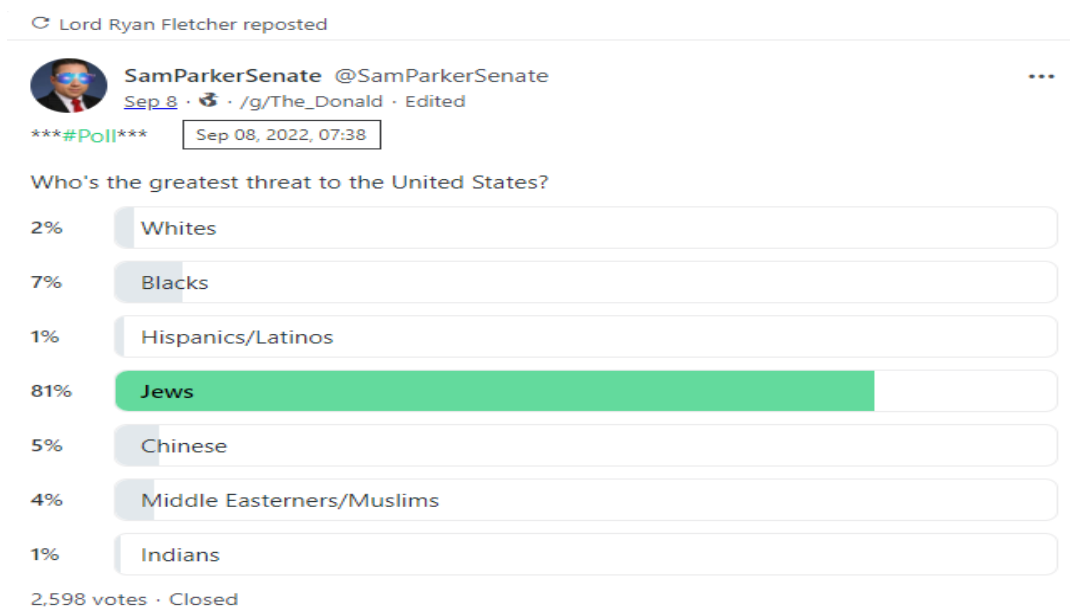 Lord Ryan Fletcher reposted
SamParkerSenate @SamParkerSenate
Sep 8 · · /g/The_Donald · Edited
***#Poll*** Sep 08, 2022, 07:38
Who's the greatest threat to the United States?
2% Whites
7% Blacks
1% Hispanics/Latinos
81% Jews
5% Chinese
4% Middle Easterners/Muslims
1% Indians
2,598 votes · Closed